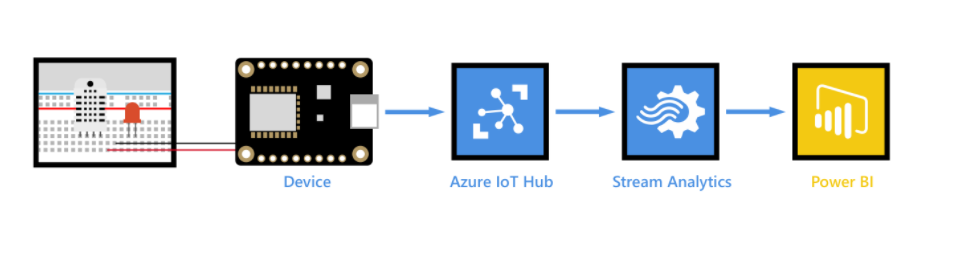 Device
Azure IoT Hub
Stream Analytics
Power BI